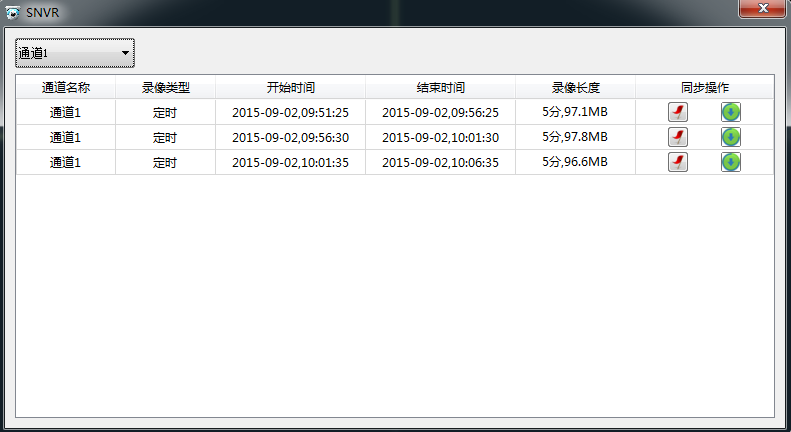 SNVR
通道1
通道名称 录像类型 开始时间 结束时间 录像长度 同步操作
通道1 定时 2015-09-02,09:51:25 2015-09-02,09:56:25 5分,97.1MB
通道1 定时 2015-09-02,09:56:30 2015-09-02,10:01:30 5分,97.8MB
通道1 定时 2015-09-02,10:01:35 2015-09-02,10:06:35 5分,96.6MB